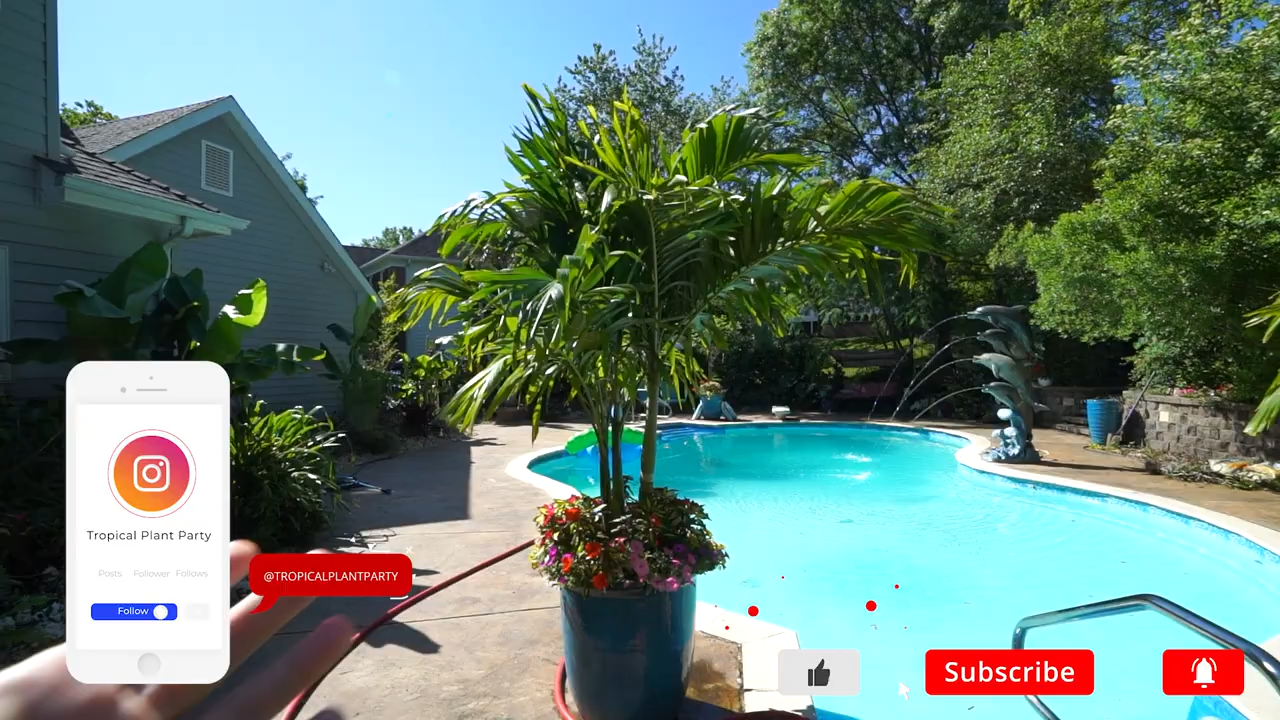 Tropical Plant Party
Posts Follower Follows
Follow
@TROPICALPLANTPARTY
Subscribe